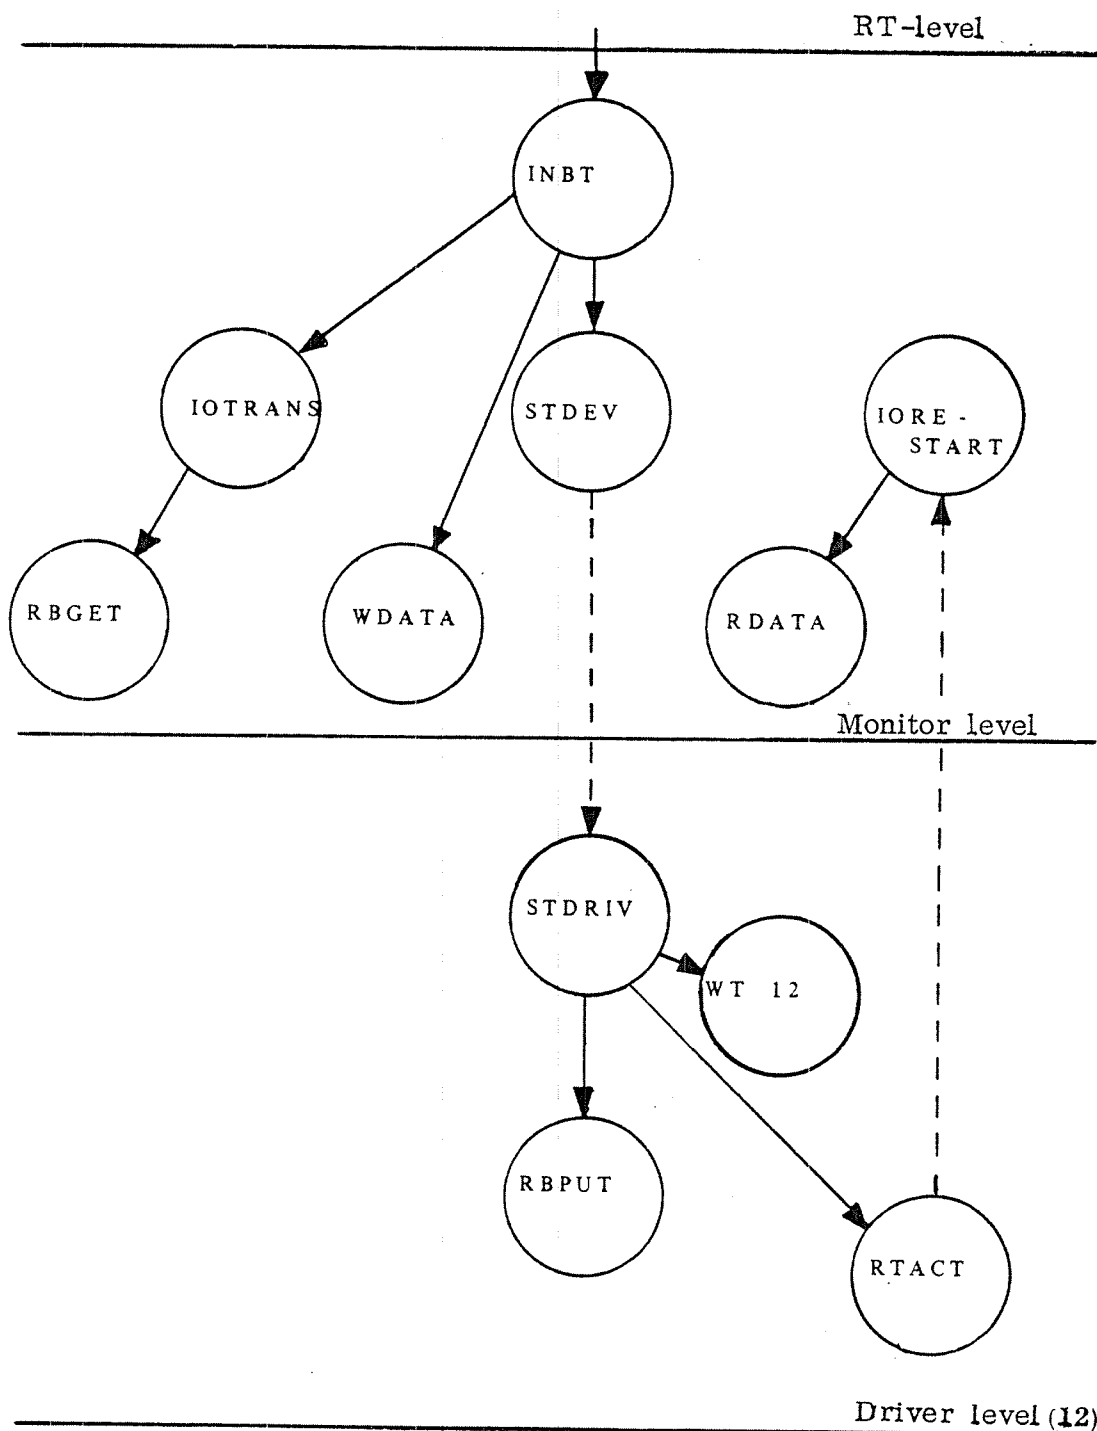 RT-level
INBT
IOTRANS
STDEV
IORE-
START
RBGET
WDATA
RDATA
Monitor level
STDRIV
WT 12
RBPUT
RTACT
Driver level (12)